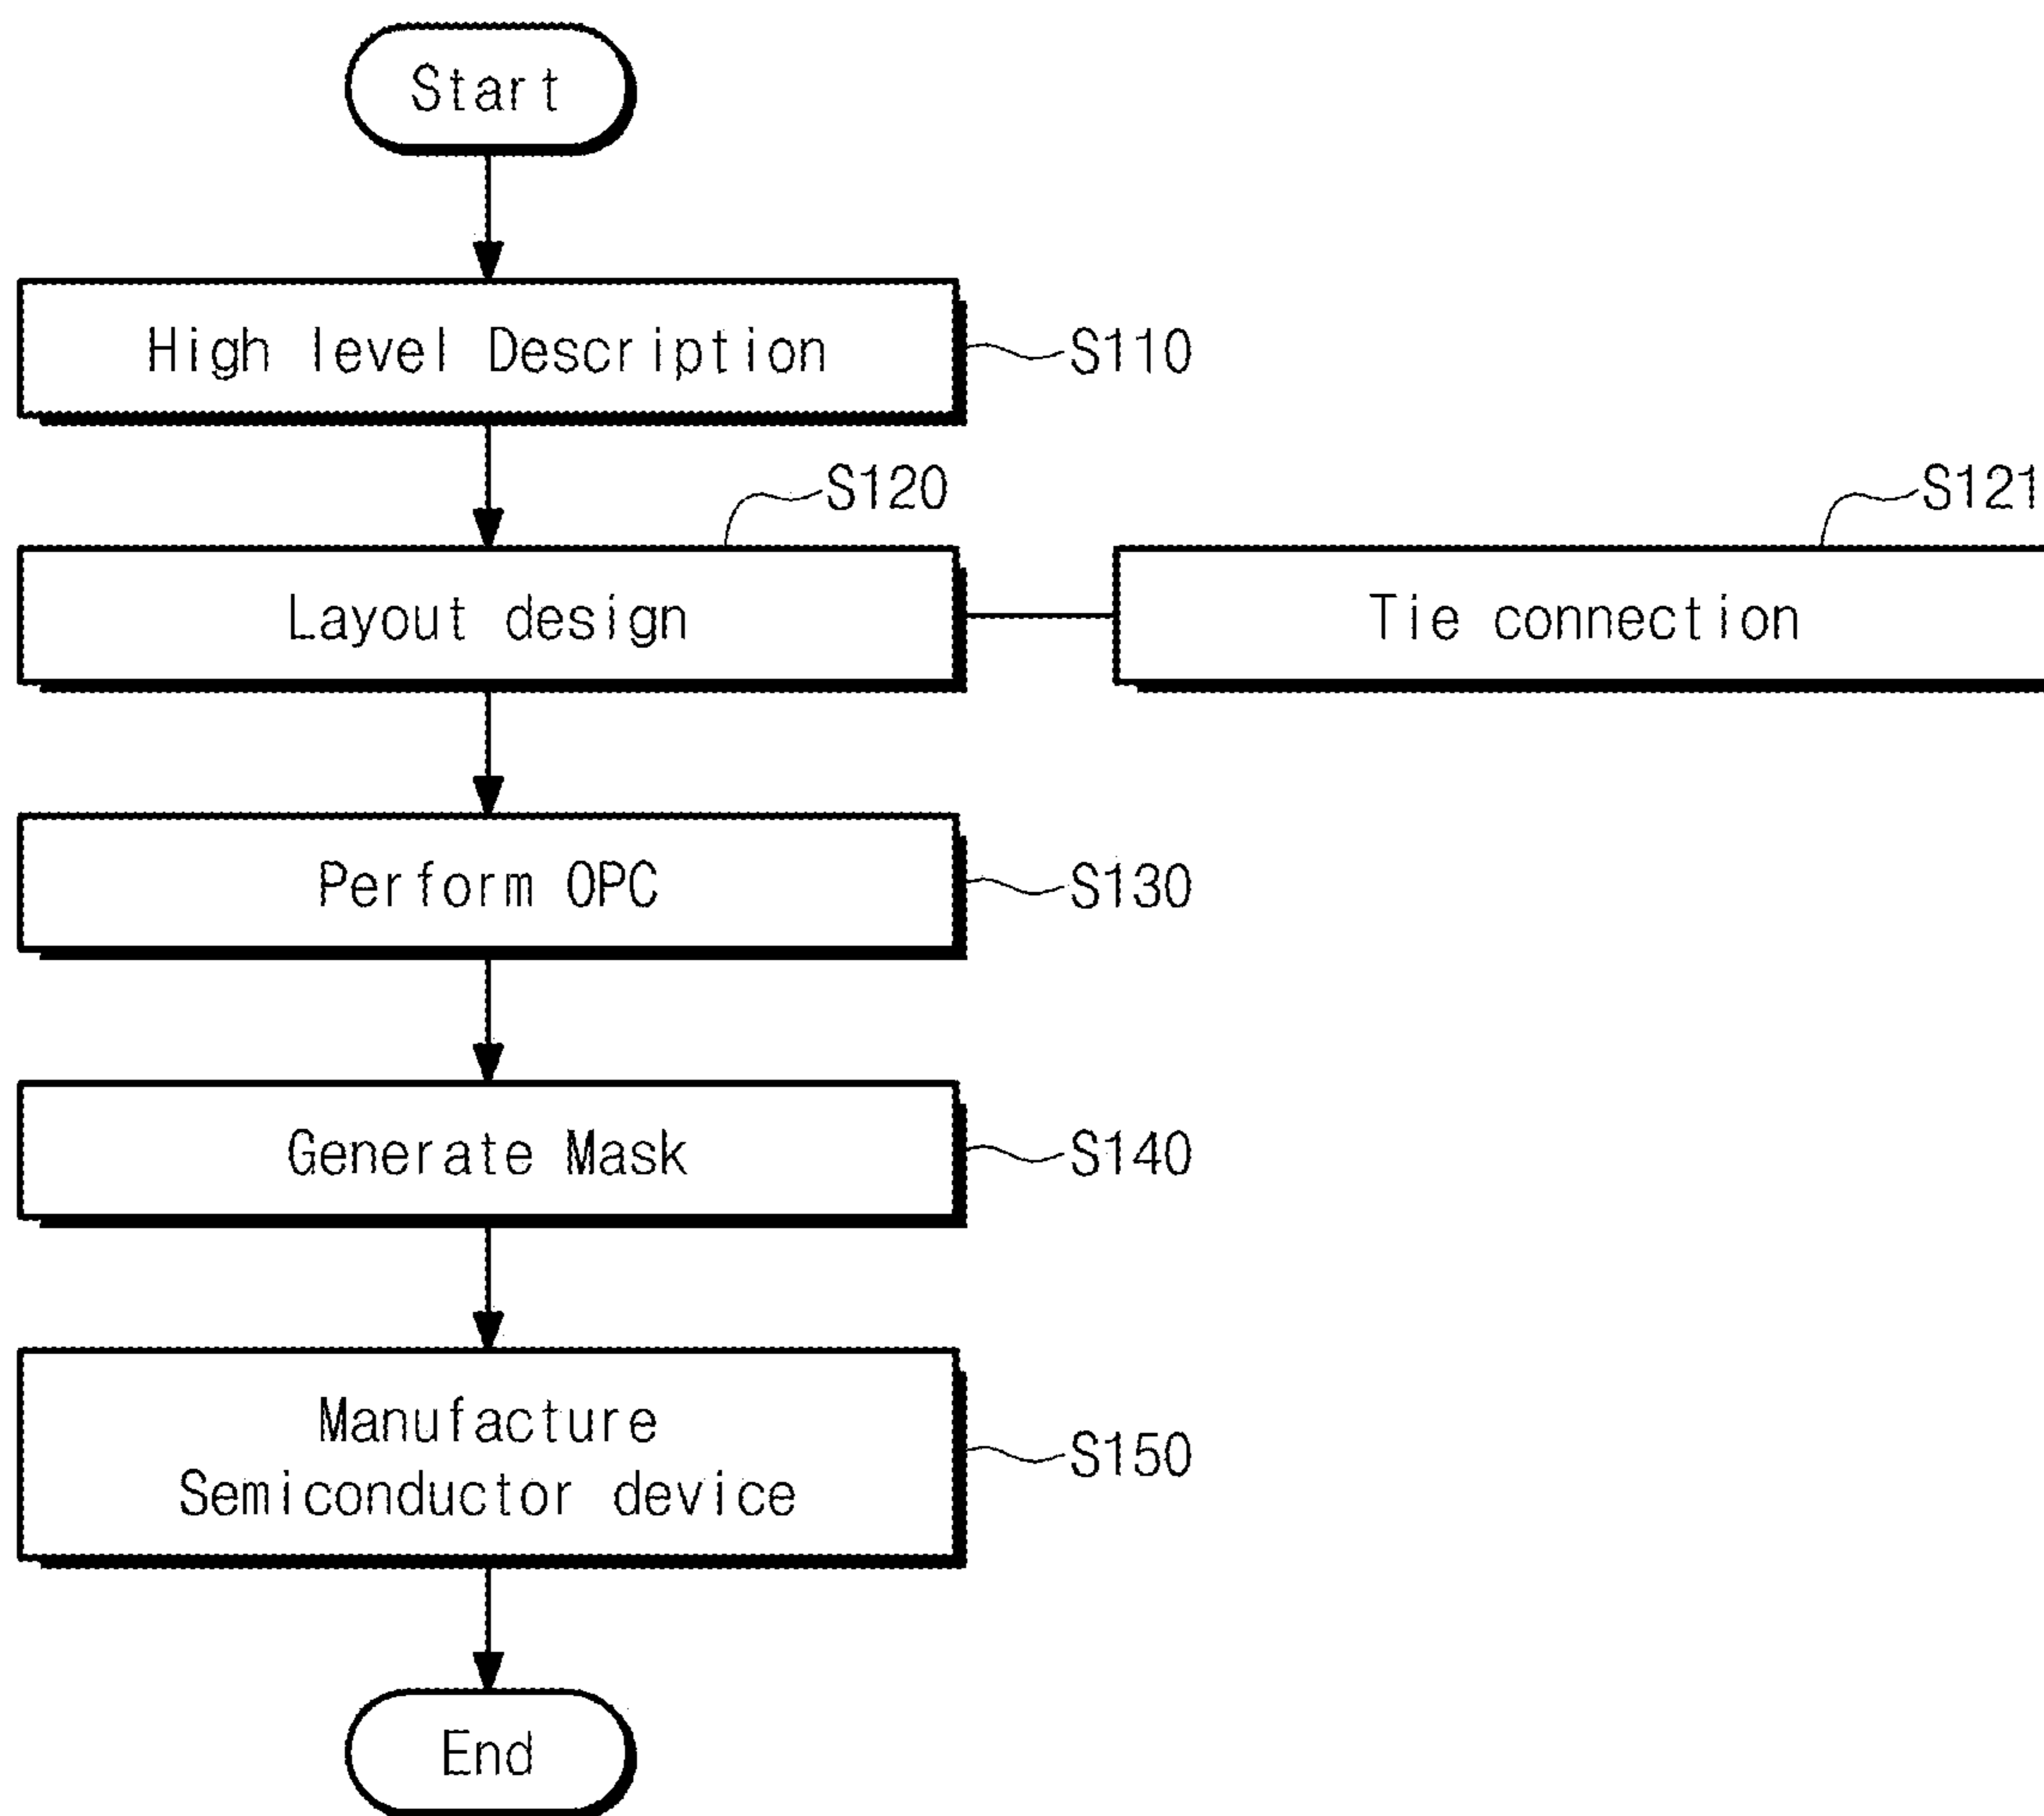 Start
High level Description
S110
S120
S121
Layout design
Tie connection
Perform OPC
S130
Generate Mask
S140
Manufacture
Semiconductor device
S150
End